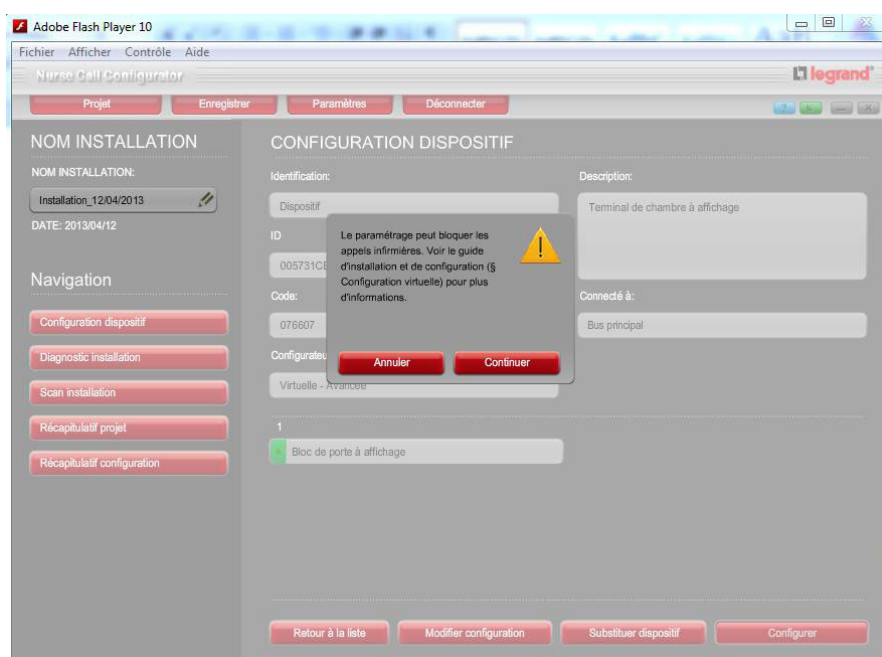 Adobe Flash Player 10
Fichier Afficher Contrôle Aide
Nurse Call Configurator
legrand
Projet Enregistrer Paramètres Déconnecter
NOM INSTALLATION
NOM INSTALLATION:
Installation_12/04/2013
DATE: 2013/04/12
Navigation
Configuration dispositif
Diagnostic installation
Scan installation
Récapitulatif projet
Récapitulatif configuration
CONFIGURATION DISPOSITIF
Identification:
Dispositif
Description:
Terminal de chambre à affichage
ID
005731C
Code:
076607
Connecté à:
Bus principal
Configurateu
Virtuelle - Avancée
Le paramétrage peut bloquer les
appels infirmières. Voir le guide
d'installation et de configuration (§
Configuration virtuelle) pour plus
d'informations.
Annuler Continuer
1
Bloc de porte à affichage
Retour à la liste Modifier configuration Substituer dispositif Configurer